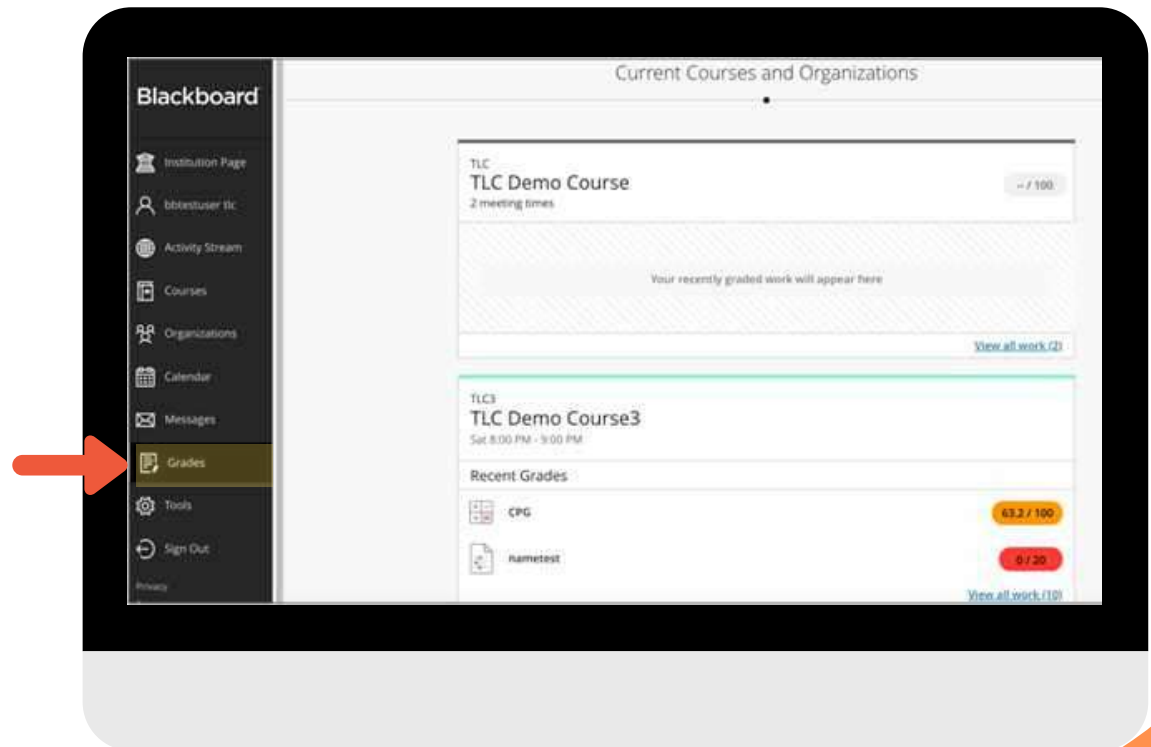 Blackboard
Institution Page
bbtestuser tlc
Activity Stream
Courses
Organizations
Calendar
Messages
Grades
Tools
Sign Out
Privacy
Current Courses and Organizations
TLC
TLC Demo Course
2 meeting times
-- / 100
Your recently graded work will appear here
View all work (2)
TLC3
TLC Demo Course3
Sat 8:00 PM - 9:00 PM
Recent Grades
CPG
63.2 / 100
nametest
0 / 20
View all work (10)